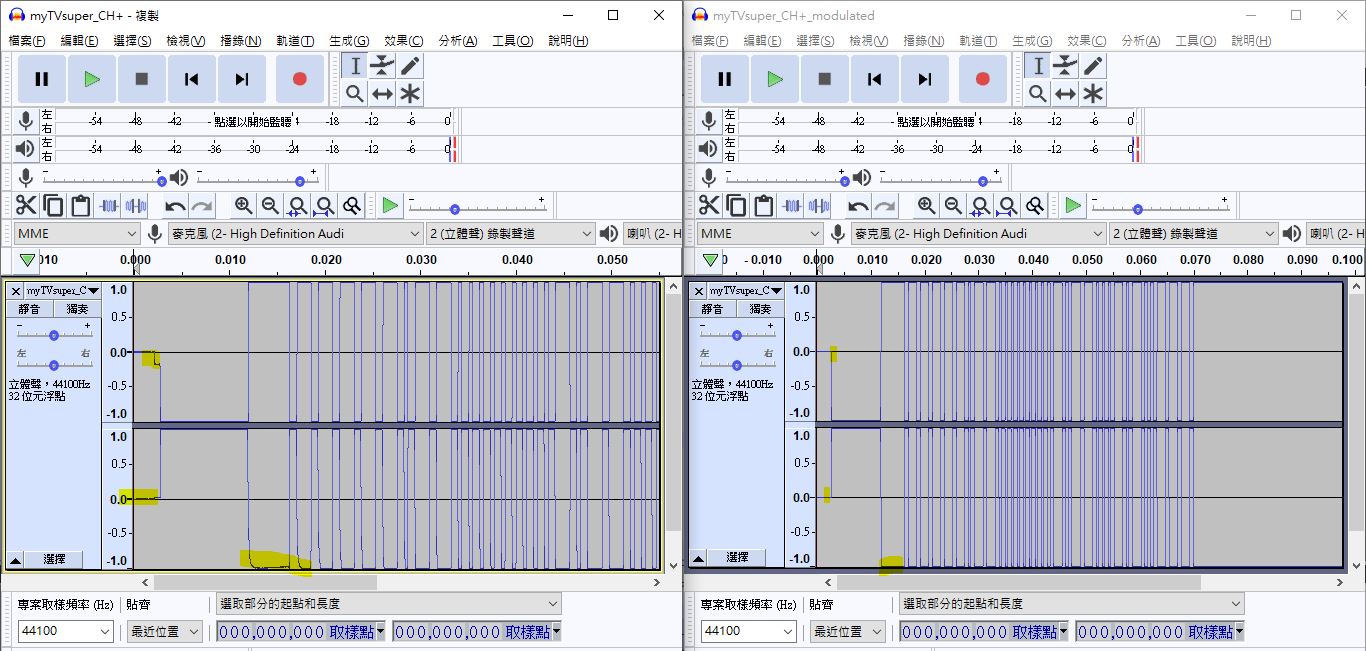 myTVsuper_CH+ - 複製
檔案(F) 編輯(E) 選擇(S) 檢視(V) 播錄(N) 軌道(T) 生成(G) 效果(C) 分析(A) 工具(O) 說明(H)
左 右 -54 -48 -42 - 點選以開始監聽 1 -18 -12 -6 0
左 右 -54 -48 -42 -36 -30 -24 -18 -12 -6 0
MME 麥克風 (2- High Definition Audi 2 (立體聲) 錄製聲道 喇叭 (2- H
010 0.000 0.010 0.020 0.030 0.040 0.050
myTVsuper_C
靜音 獨奏
左 右
立體聲，44100Hz
32 位元浮點
選擇
1.0
0.5-
0.0-
-0.5-
-1.0
1.0
0.5-
0.0-
-0.5-
-1.0
專案取樣頻率 (Hz) 貼齊 選取部分的起點和長度
44100 最近位置 000,000,000 取樣點 000,000,000 取樣點
myTVsuper_CH+_modulated
檔案(F) 編輯(E) 選擇(S) 檢視(V) 播錄(N) 軌道(T) 生成(G) 效果(C) 分析(A) 工具(O) 說明(H)
左 右 -54 -48 -42 - 點選以開始監聽 1 -18 -12 -6 0
左 右 -54 -48 -42 -36 -30 -24 -18 -12 -6 0
MME 麥克風 (2- High Definition Audi 2 (立體聲) 錄製聲道 喇叭 (2- H
0 - 0.010 0.000 0.010 0.020 0.030 0.040 0.050 0.060 0.070 0.080 0.090 0.100
myTVsuper_C
靜音 獨奏
左 右
立體聲，44100Hz
32 位元浮點
選擇
1.0
0.5-
0.0-
-0.5-
-1.0
1.0
0.5-
0.0-
-0.5-
-1.0
專案取樣頻率 (Hz) 貼齊 選取部分的起點和長度
44100 最近位置 000,000,000 取樣點 000,000,000 取樣點